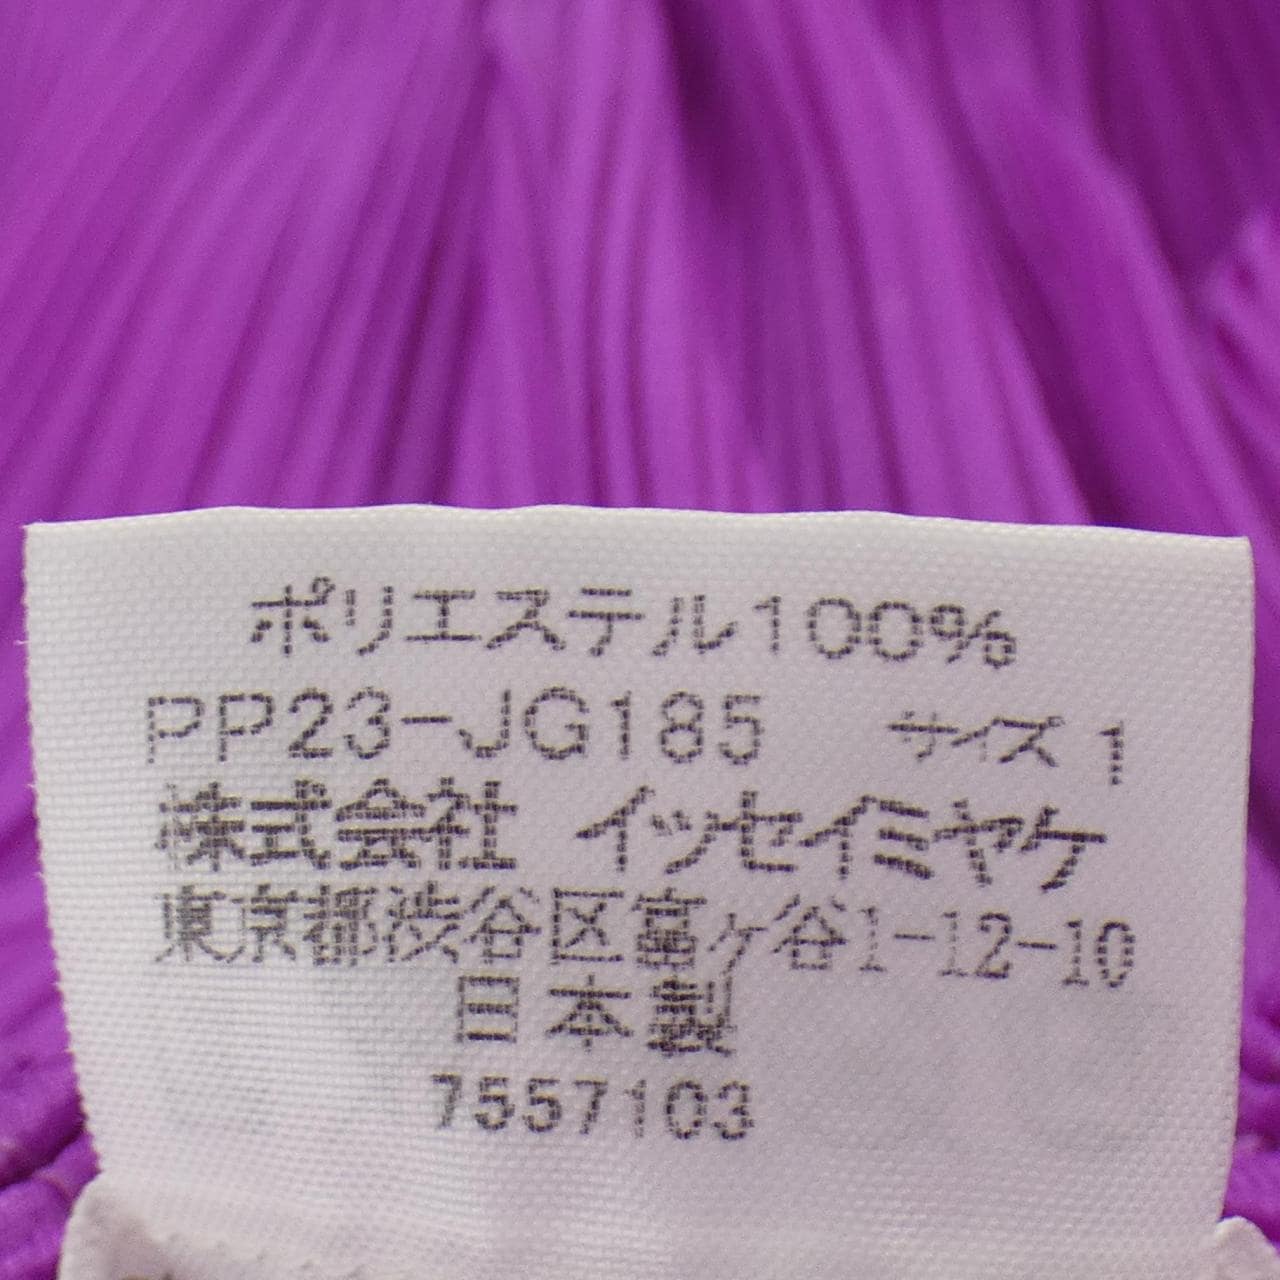 ポリエステル100%
PP23-JG185 サイズ 1
株式会社 イッセイミヤケ
東京都渋谷区富ヶ谷1-12-10
日本製
7557103